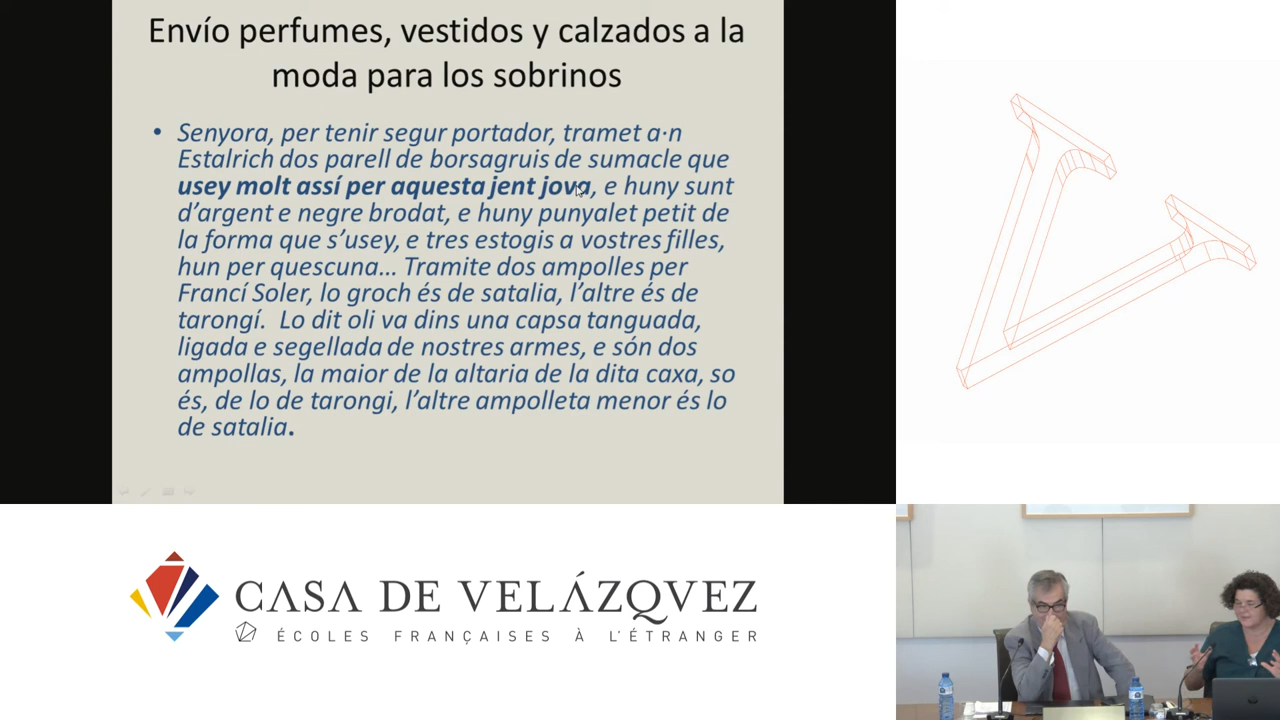 Envío perfumes, vestidos y calzados a la
moda para los sobrinos
• Senyora, per tenir segur portador, tramet a·n
Estalrich dos parell de borsagruis de sumacle que
usey molt assí per aquesta jent jova, e huny sunt
d’argent e negre brodat, e huny punyalet petit de
la forma que s’usey, e tres estogis a vostres filles,
hun per quescuna... Tramite dos ampolles per
Francí Soler, lo groch és de satalia, l’altre és de
tarongí.  Lo dit oli va dins una capsa tanguada,
ligada e segellada de nostres armes, e són dos
ampollas, la maior de la altaria de la dita caxa, so
és, de lo de tarongi, l’altre ampolleta menor és lo
de satalia.
CASA DE VELÁZQVEZ
ÉCOLES FRANÇAISES À L'ÉTRANGER